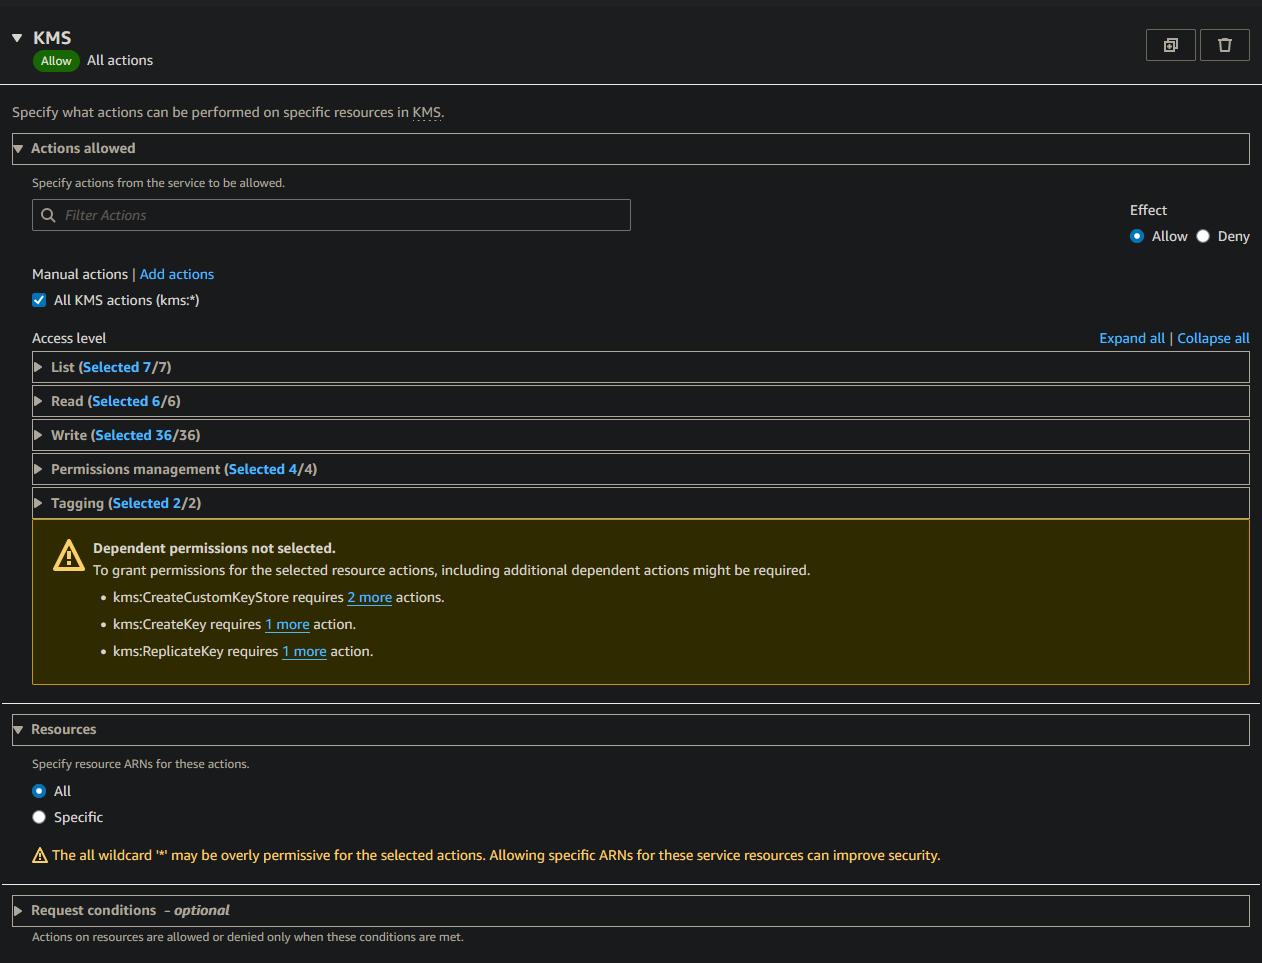 KMS
Allow All actions
Specify what actions can be performed on specific resources in KMS.
Actions allowed
Specify actions from the service to be allowed.
Filter Actions
Effect
Allow Deny
Manual actions | Add actions
All KMS actions (kms:*)
Access level
Expand all | Collapse all
List (Selected 7/7)
Read (Selected 6/6)
Write (Selected 36/36)
Permissions management (Selected 4/4)
Tagging (Selected 2/2)
Dependent permissions not selected.
To grant permissions for the selected resource actions, including additional dependent actions might be required.
• kms:CreateCustomKeyStore requires 2 more actions.
• kms:CreateKey requires 1 more action.
• kms:ReplicateKey requires 1 more action.
Resources
Specify resource ARNs for these actions.
All
Specific
The all wildcard '*' may be overly permissive for the selected actions. Allowing specific ARNs for these service resources can improve security.
Request conditions - optional
Actions on resources are allowed or denied only when these conditions are met.